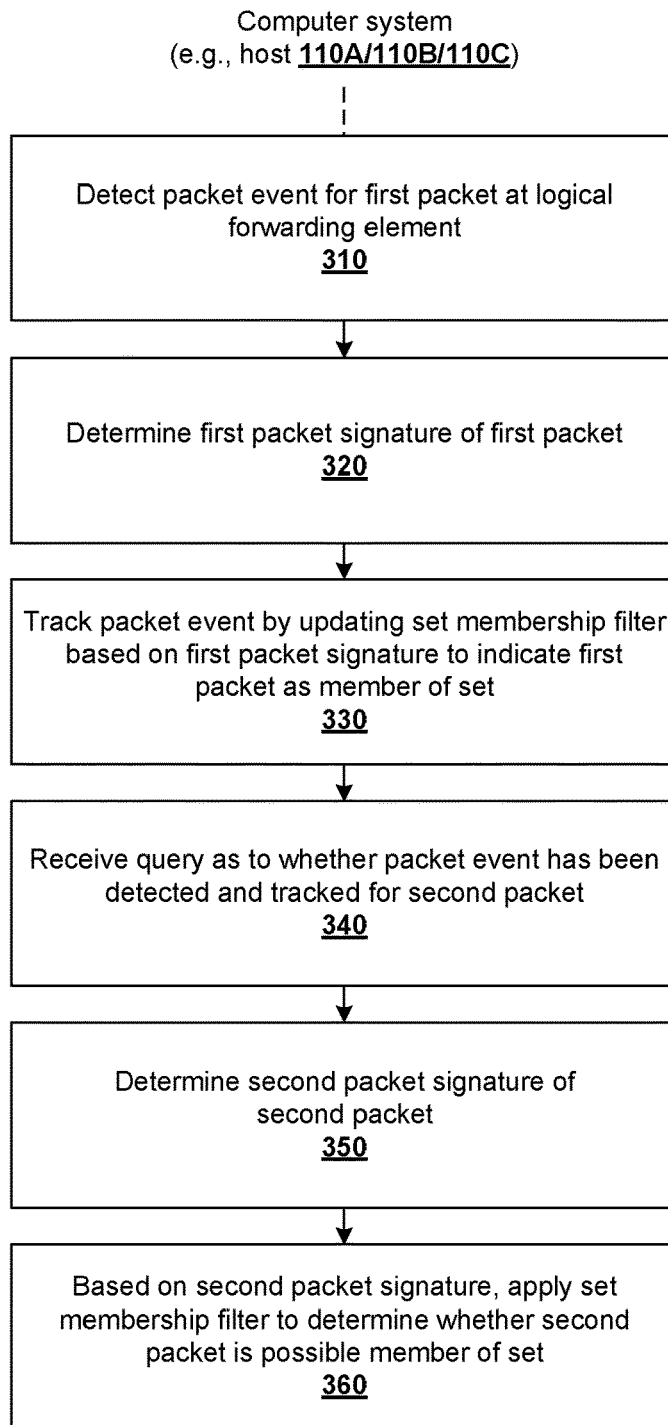 Computer system
(e.g., host 110A/110B/110C)
Detect packet event for first packet at logical
forwarding element
310
Determine first packet signature of first packet
320
Track packet event by updating set membership filter
based on first packet signature to indicate first
packet as member of set
330
Receive query as to whether packet event has been
detected and tracked for second packet
340
Determine second packet signature of
second packet
350
Based on second packet signature, apply set
membership filter to determine whether second
packet is possible member of set
360